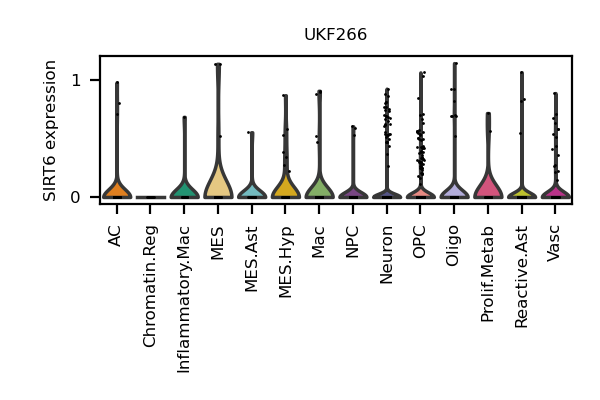 UKF266
SIRT6 expression
1
0
AC
Chromatin.Reg
Inflammatory.Mac
MES
MES.Ast
MES.Hyp
Mac
NPC
Neuron
OPC
Oligo
Prolif.Metab
Reactive.Ast
Vasc